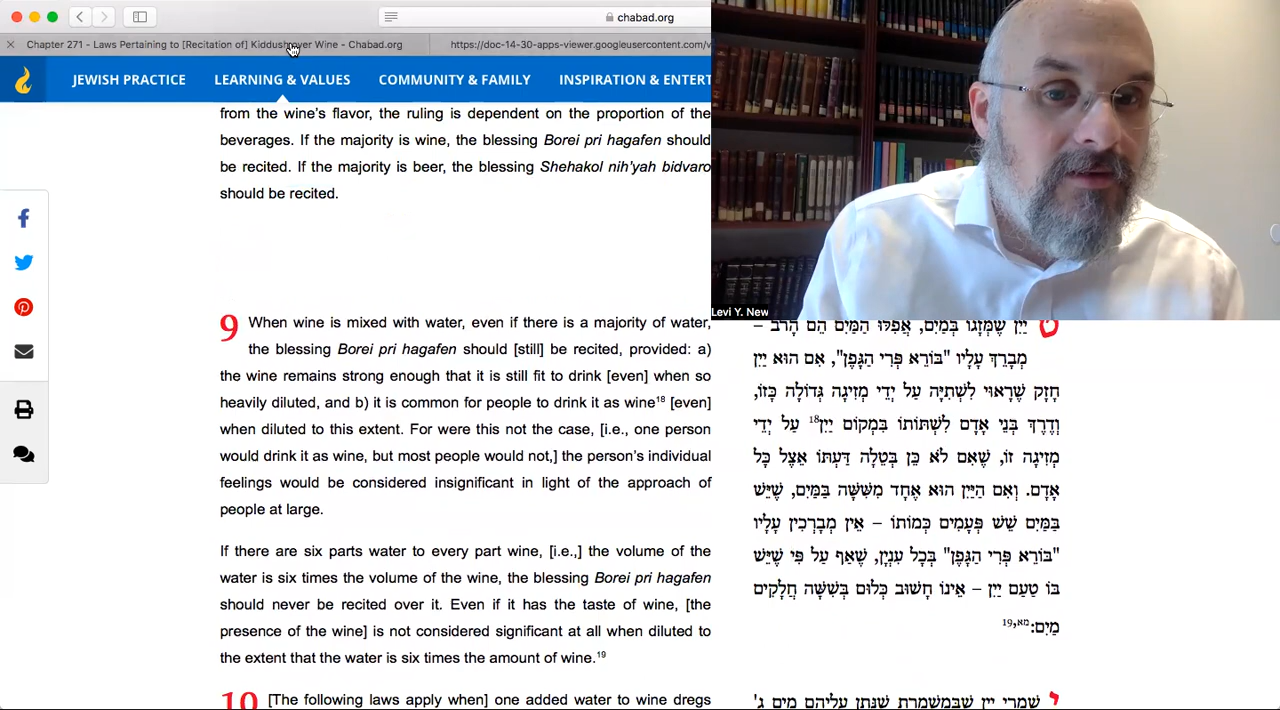 chabad.org
Chapter 271 - Laws Pertaining to [Recitation of] Kiddush over Wine - Chabad.org
https://doc-14-30-apps-viewer.googleusercontent.com/v
JEWISH PRACTICE
LEARNING & VALUES
COMMUNITY & FAMILY
INSPIRATION & ENTERT
from the wine's flavor, the ruling is dependent on the proportion of the
beverages. If the majority is wine, the blessing Borei pri hagafen should
be recited. If the majority is beer, the blessing Shehakol nih'yah bidvaro
should be recited.
9 When wine is mixed with water, even if there is a majority of water,
the blessing Borei pri hagafen should [still] be recited, provided: a)
the wine remains strong enough that it is still fit to drink [even] when so
heavily diluted, and b) it is common for people to drink it as wine18 [even]
when diluted to this extent. For were this not the case, [i.e., one person
would drink it as wine, but most people would not,] the person's individual
feelings would be considered insignificant in light of the approach of
people at large.
If there are six parts water to every part wine, [i.e.,] the volume of the
water is six times the volume of the wine, the blessing Borei pri hagafen
should never be recited over it. Even if it has the taste of wine, [the
presence of the wine] is not considered significant at all when diluted to
the extent that the water is six times the amount of wine.19
10 [The following laws apply when] one added water to wine dregs
Levi Y. New
ט יַיִן שֶׁמְּזָגוֹ בְּמַיִם, אֲפִלּוּ הַמַּיִם הֵם הָרֹב –
מְבָרֵךְ עָלָיו "בּוֹרֵא פְּרִי הַגָּפֶן", אִם הוּא יַיִן
חָזָק שֶׁרָאוּי לִשְׁתִיָּה עַל יְדֵי מְזִיגָה גְּדוֹלָה כָּזוֹ,
וְדֶרֶךְ בְּנֵי אָדָם לִשְׁתּוֹתוֹ בִּמְקוֹם יַיִן18 עַל יְדֵי
מְזִיגָה זוֹ, שֶׁאִם לֹא כֵן בְּטֵלָה דַּעְתּוֹ אֵצֶל כָּל
אָדָם. וְאִם הַיַּיִן הוּא אֶחָד מִשִּׁשָּׁה בַּמַּיִם, שֶׁיֵּשׁ
בַּמַּיִם שֵׁשׁ פְּעָמִים כְּמוֹתוֹ – אֵין מְבָרְכִין עָלָיו
"בּוֹרֵא פְּרִי הַגָּפֶן" בְּכָל עִנְיָן, שֶׁאַף עַל פִּי שֶׁיֵּשׁ
בּוֹ טַעַם יַיִן – אֵינוֹ חָשׁוּב כְּלוּם בְּשִׁשָּׁה חֲלָקִים
מַיִם:מא,19
י שִׁמְרֵי יַיִן שֶׁבִּמְשַׁמֶּרֶת שֶׁנָּתַן עֲלֵיהֶם מַיִם ג'